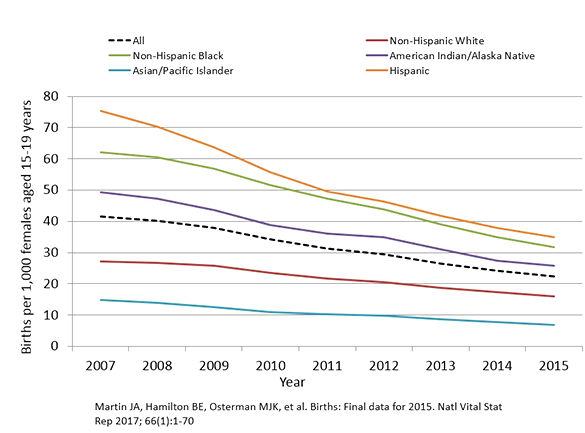 All
Non-Hispanic White
Non-Hispanic Black
American Indian/Alaska Native
Asian/Pacific Islander
Hispanic
Births per 1,000 females aged 15-19 years
80
70
60
50
40
30
20
10
0
2007 2008 2009 2010 2011 2012 2013 2014 2015
Year
Martin JA, Hamilton BE, Osterman MJK, et al. Births: Final data for 2015. Natl Vital Stat
Rep 2017; 66(1):1-70